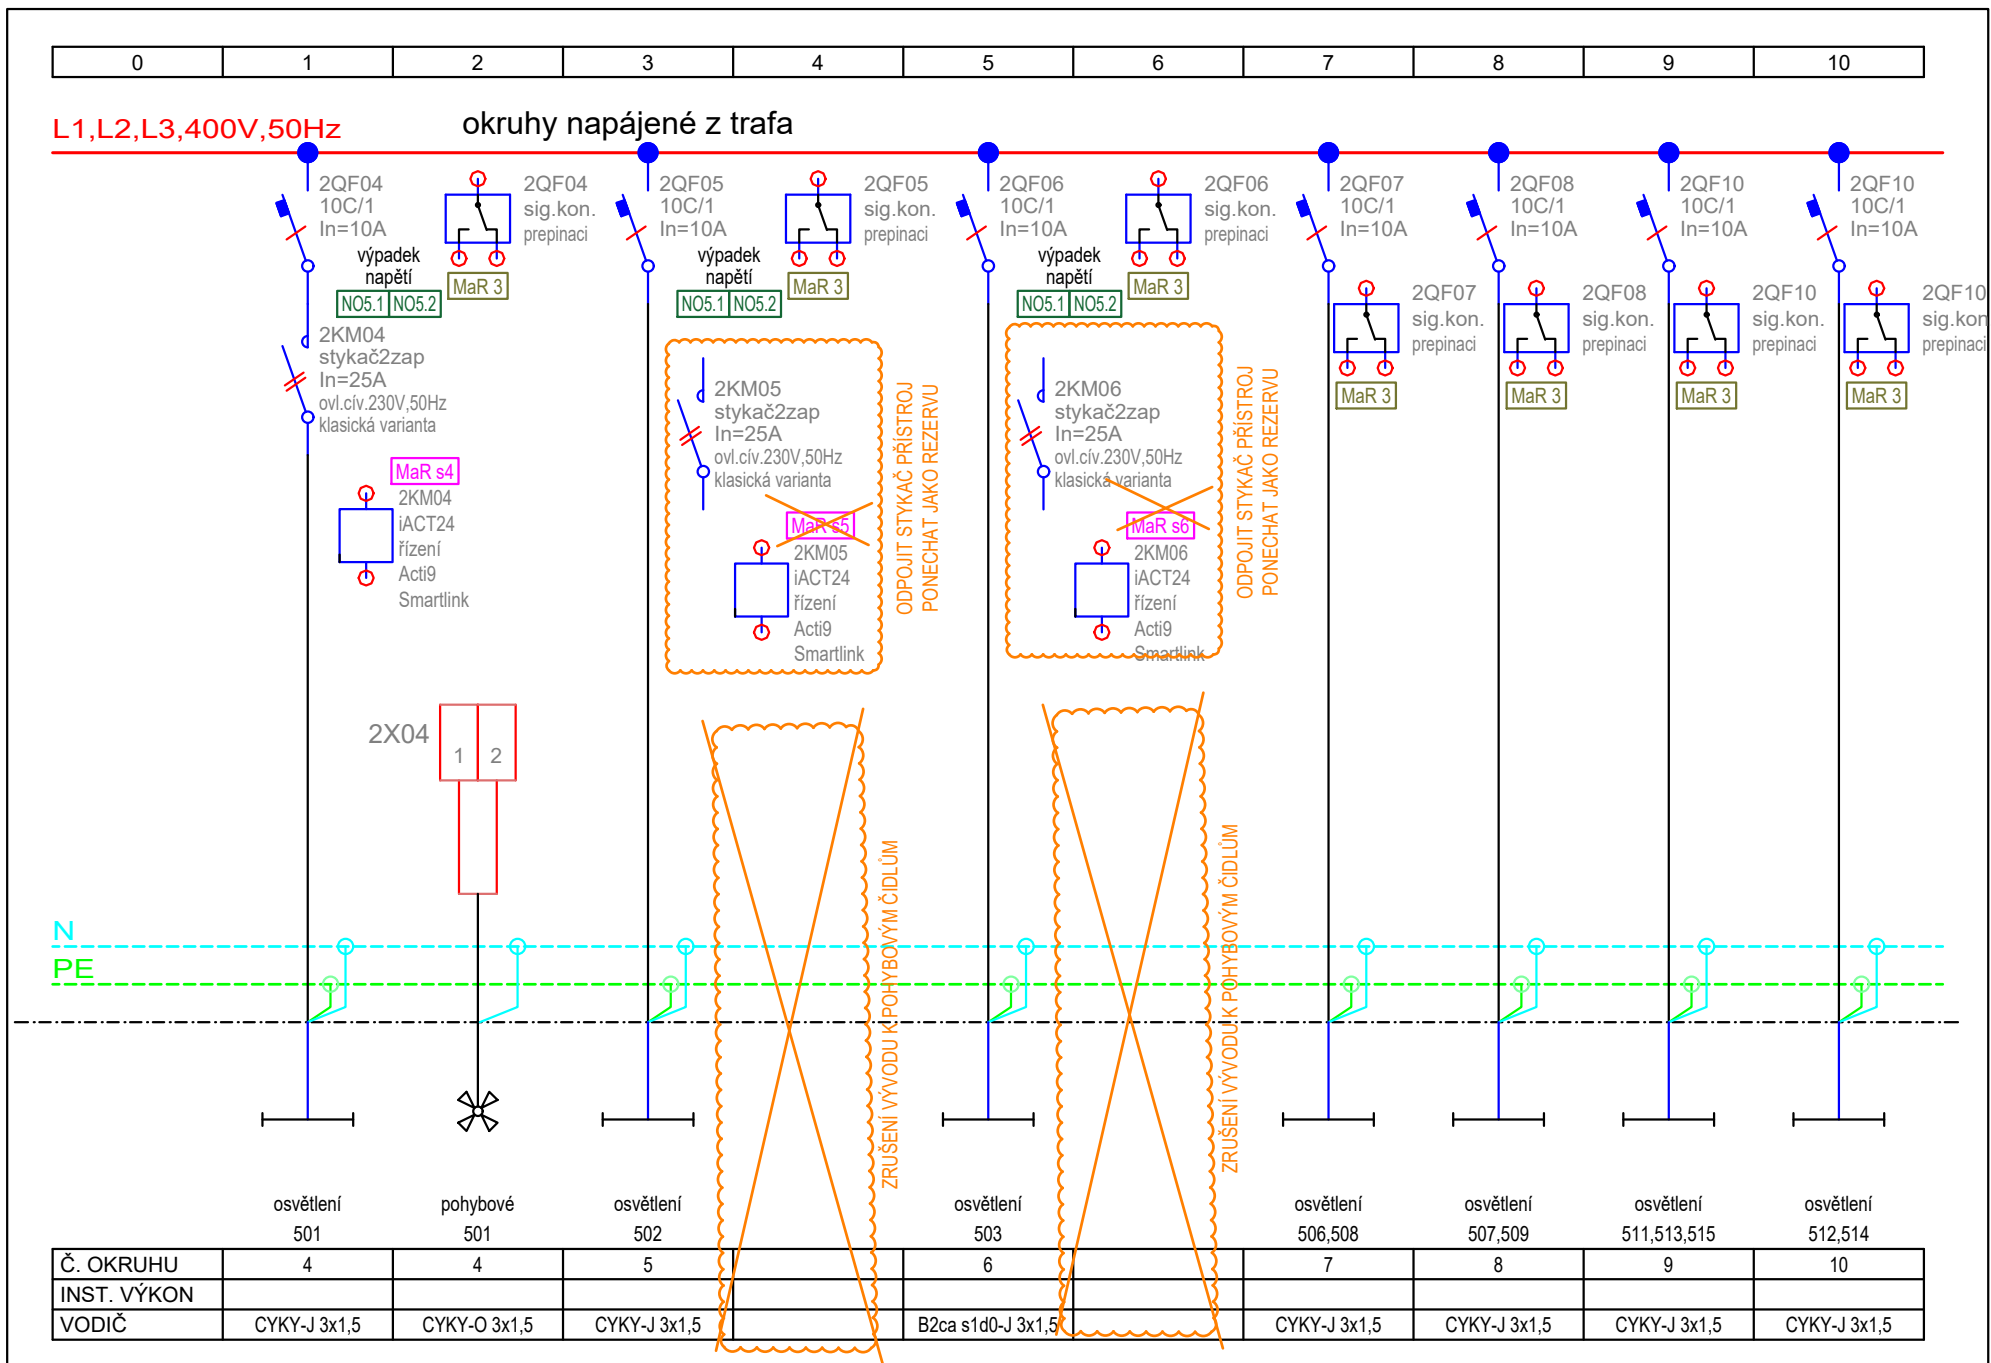 0 1 2 3 4 5 6 7 8 9 10
L1,L2,L3,400V,50Hz
okruhy napájené z trafa
2QF04
10C/1
In=10A
výpadek
napětí
NO5.1 NO5.2
2QF04
sig.kon.
prepinaci
MaR 3
2QF05
10C/1
In=10A
výpadek
napětí
NO5.1 NO5.2
2QF05
sig.kon.
prepinaci
MaR 3
2QF06
10C/1
In=10A
výpadek
napětí
NO5.1 NO5.2
2QF06
sig.kon.
prepinaci
MaR 3
2QF07
10C/1
In=10A
2QF07
sig.kon.
prepinaci
MaR 3
2QF08
10C/1
In=10A
2QF08
sig.kon.
prepinaci
MaR 3
2QF10
10C/1
In=10A
2QF10
sig.kon.
prepinaci
MaR 3
2QF10
10C/1
In=10A
2QF10
sig.kon
prepinaci
MaR 3
2KM04
stykač2zap
In=25A
ovl.cív.230V,50Hz
klasická varianta
MaR s4
2KM04
iACT24
řízení
Acti9
Smartlink
2KM05
stykač2zap
In=25A
ovl.cív.230V,50Hz
klasická varianta
MaR s5
2KM05
iACT24
řízení
Acti9
Smartlink
ODPOJIT STYKAČ PŘÍSTROJ
PONECHAT JAKO REZERVU
2KM06
stykač2zap
In=25A
ovl.cív.230V,50Hz
klasická varianta
MaR s6
2KM06
iACT24
řízení
Acti9
Smartlink
ODPOJIT STYKAČ PŘÍSTROJ
PONECHAT JAKO REZERVU
2X04
1 2
ZRUŠENÍ VÝVODU K POHYBOVÝM ČIDLŮM
ZRUŠENÍ VÝVODU K POHYBOVÝM ČIDLŮM
N
PE
osvětlení pohybové osvětlení osvětlení osvětlení osvětlení osvětlení osvětlení
501 501 502 503 506,508 507,509 511,513,515 512,514
Č. OKRUHU 4 4 5 6 7 8 9 10
INST. VÝKON
VODIČ CYKY-J 3x1,5 CYKY-O 3x1,5 CYKY-J 3x1,5 B2ca s1d0-J 3x1,5 CYKY-J 3x1,5 CYKY-J 3x1,5 CYKY-J 3x1,5 CYKY-J 3x1,5